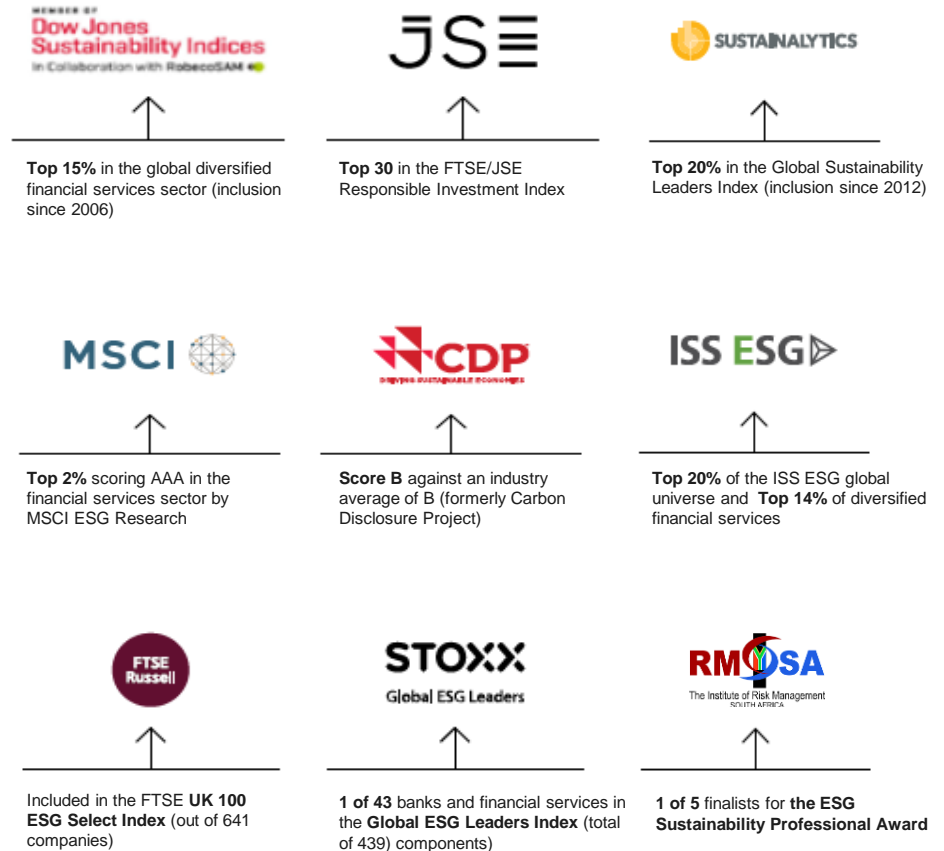 MEMBER OF
Dow Jones
Sustainability Indices
In Collaboration with RobecoSAM
Top 15% in the global diversified
financial services sector (inclusion
since 2006)
JSE
Top 30 in the FTSE/JSE
Responsible Investment Index
SUSTAINALYTICS
Top 20% in the Global Sustainability
Leaders Index (inclusion since 2012)
MSCI
Top 2% scoring AAA in the
financial services sector by
MSCI ESG Research
CDP
DRIVING SUSTAINABLE ECONOMIES
Score B against an industry
average of B (formerly Carbon
Disclosure Project)
ISS ESG
Top 20% of the ISS ESG global
universe and Top 14% of diversified
financial services
FTSE
Russell
Included in the FTSE UK 100
ESG Select Index (out of 641
companies)
STOXX
Global ESG Leaders
1 of 43 banks and financial services in
the Global ESG Leaders Index (total
of 439) components)
RMISA
The Institute of Risk Management
SOUTH AFRICA
1 of 5 finalists for the ESG
Sustainability Professional Award